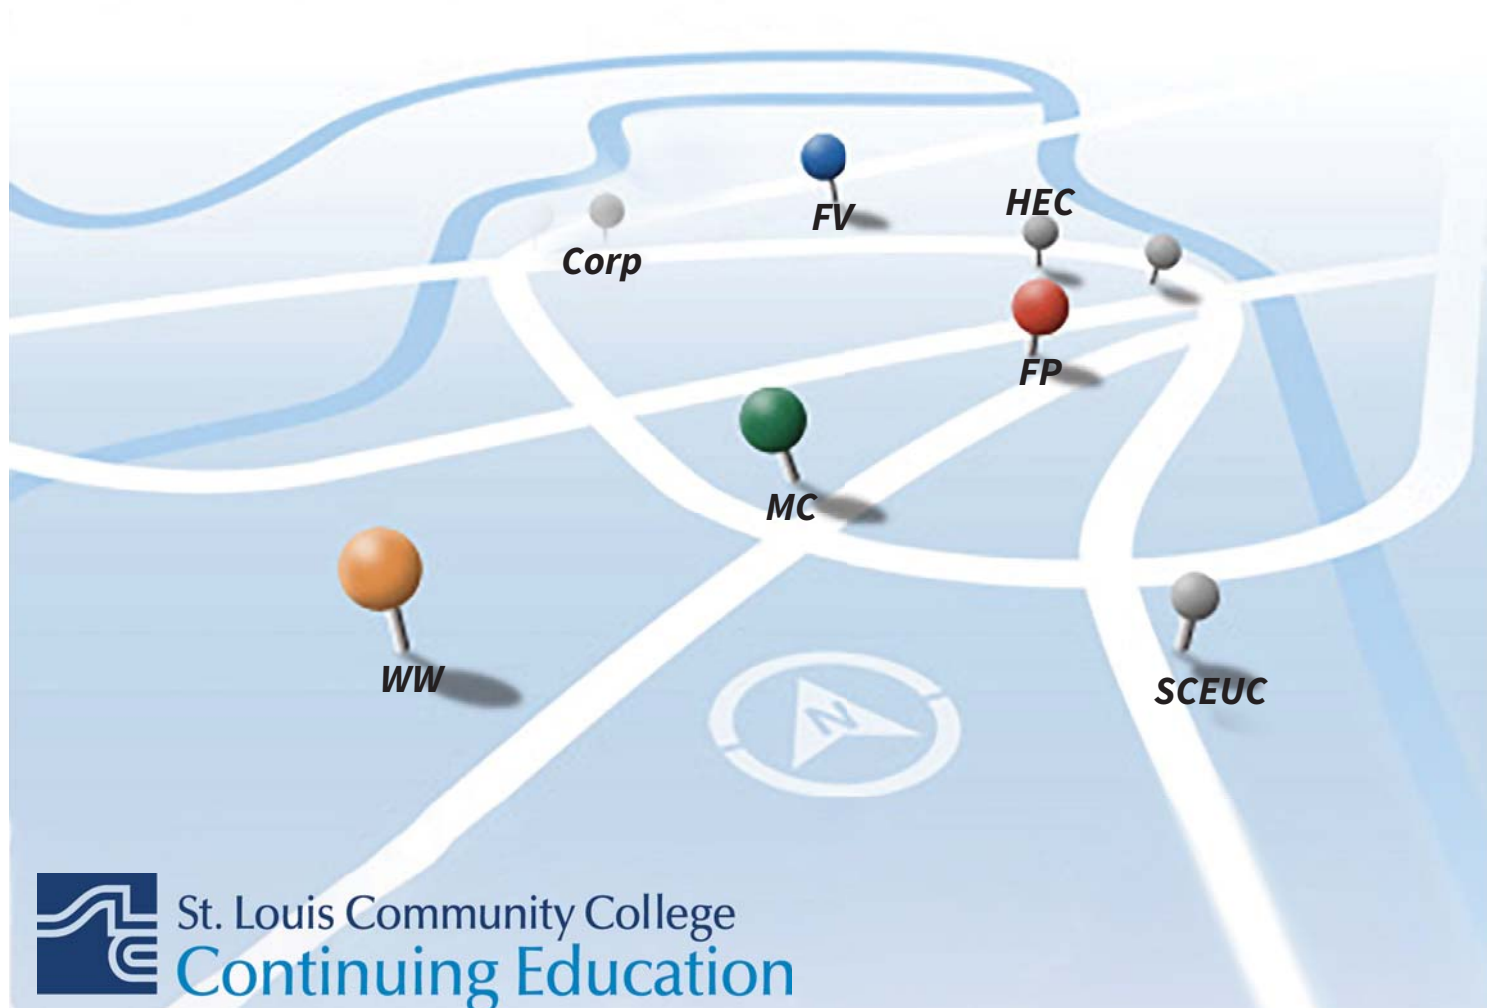 HEC
FV
Corp
FP
MC
WW
SCEUC
N
St. Louis Community College
Continuing Education